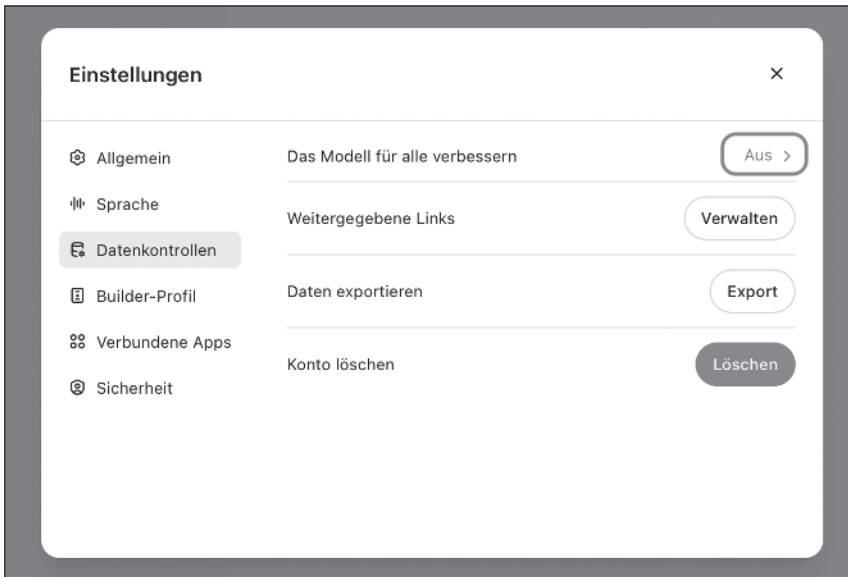 Einstellungen
Allgemein
Sprache
Datenkontrollen
Builder-Profil
Verbundene Apps
Sicherheit
Das Modell für alle verbessern
Aus
Weitergegebene Links
Verwalten
Daten exportieren
Export
Konto löschen
Löschen